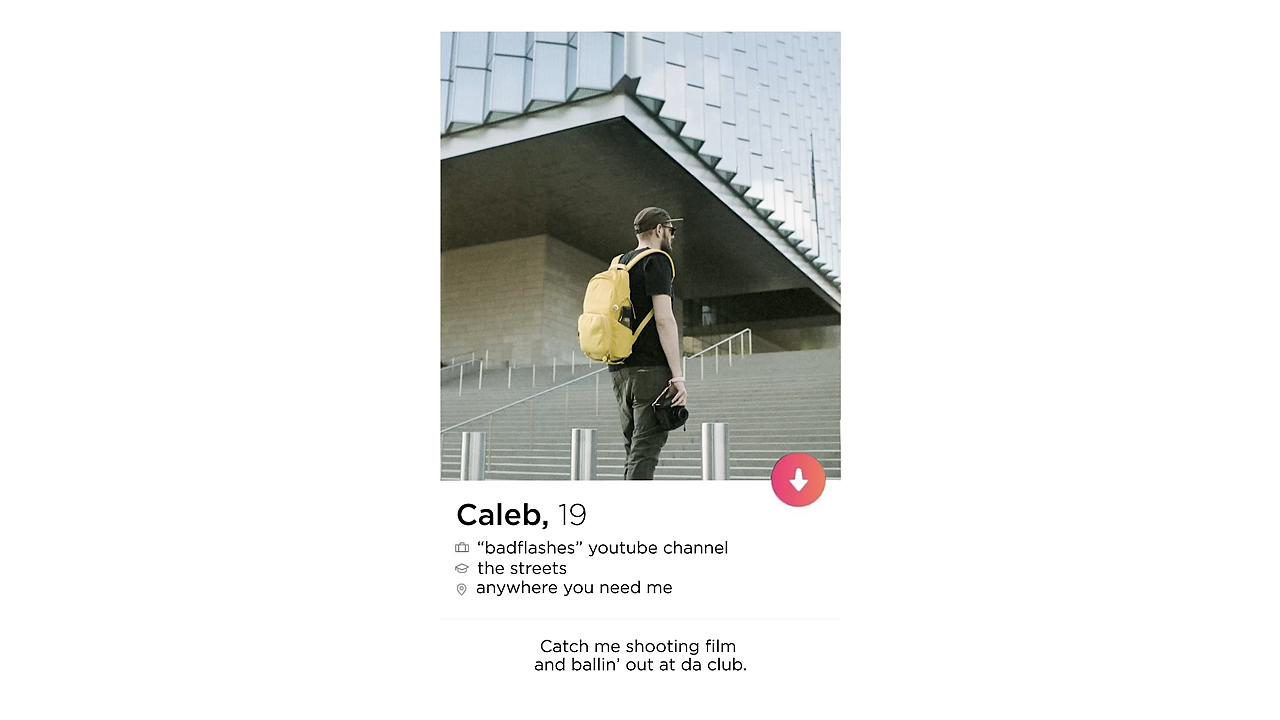 Caleb, 19
“badflashes” youtube channel
the streets
anywhere you need me
Catch me shooting film
and ballin’ out at da club.